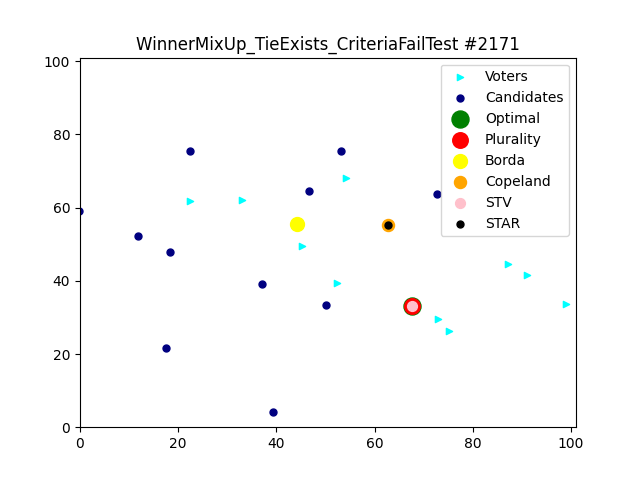 WinnerMixUp_TieExists_CriteriaFailTest #2171
100
80
60
40
20
0
0
20
40
60
80
100
Voters
Candidates
Optimal
Plurality
Borda
Copeland
STV
STAR